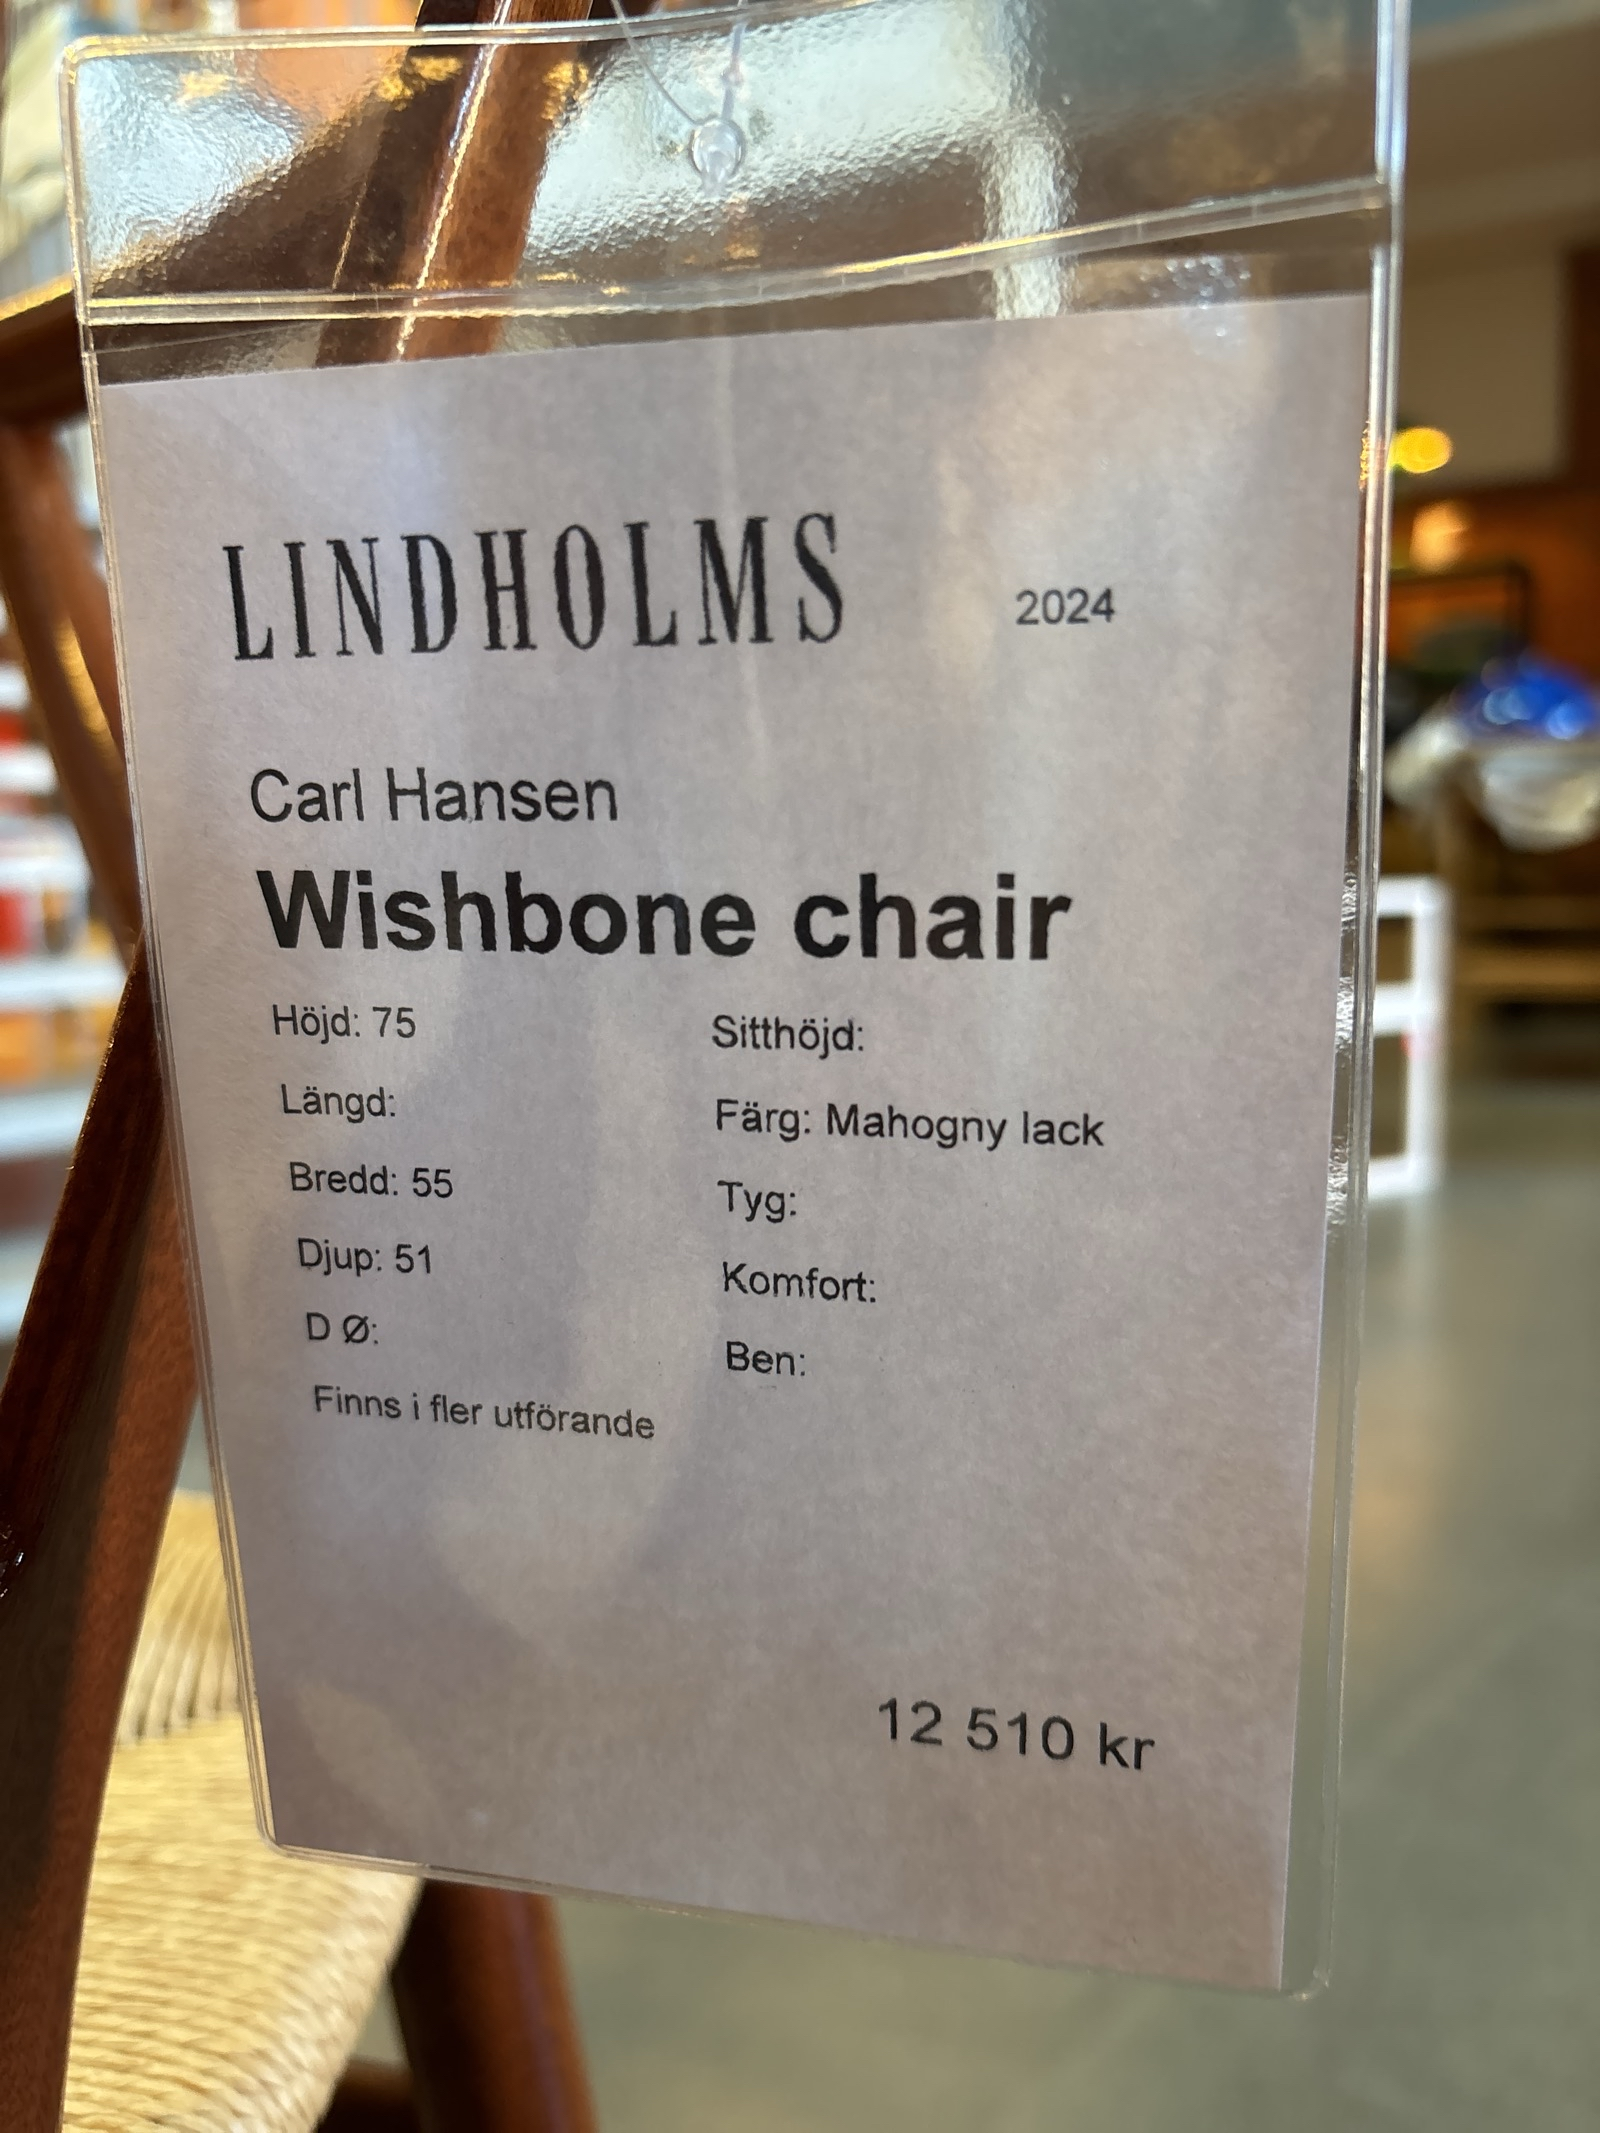 LINDHOLMS 2024
Carl Hansen
Wishbone chair
Höjd: 75
Längd:
Bredd: 55
Djup: 51
D Ø:
Finns i fler utförande
Sitthöjd:
Färg: Mahogny lack
Tyg:
Komfort:
Ben:
12 510 kr